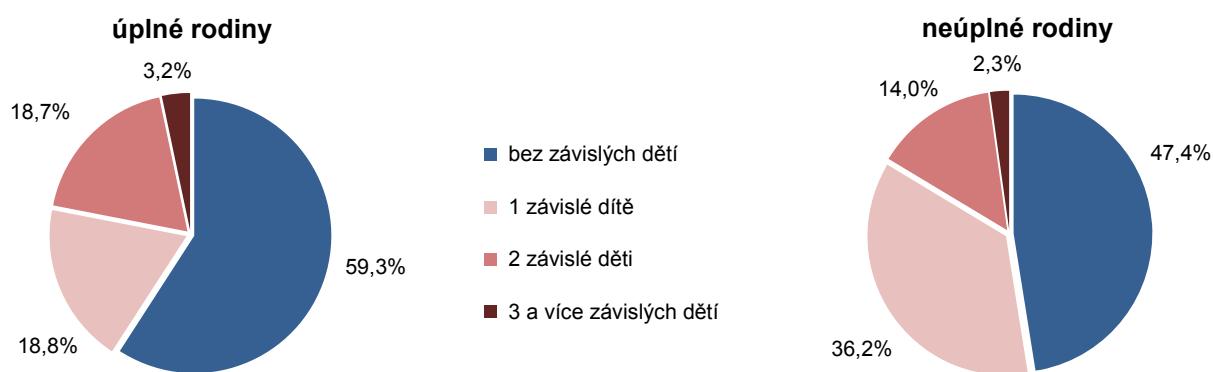 úplné rodiny
3,2%
18,7%
59,3%
18,8%
bez závislých dětí
1 závislé dítě
2 závislé děti
3 a více závislých dětí
neúplné rodiny
2,3%
14,0%
47,4%
36,2%